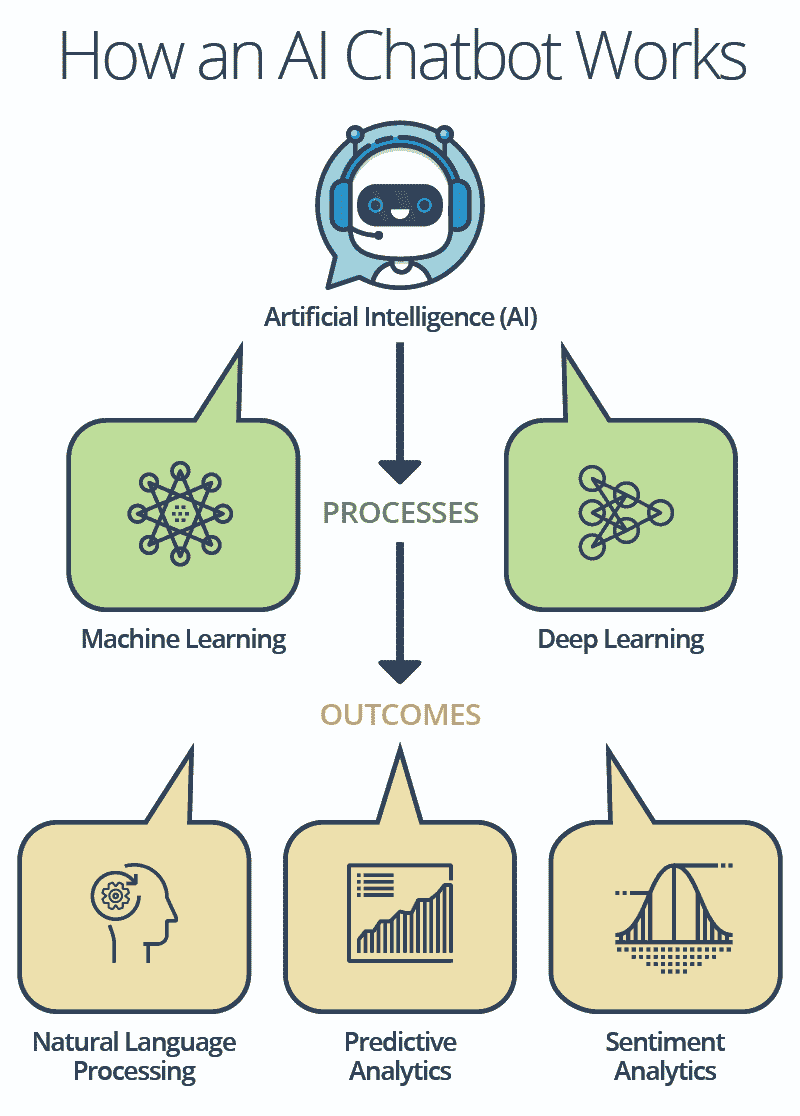 How an AI Chatbot Works
Artificial Intelligence (AI)
PROCESSES
Machine Learning
Deep Learning
OUTCOMES
Natural Language
Processing
Predictive
Analytics
Sentiment
Analytics